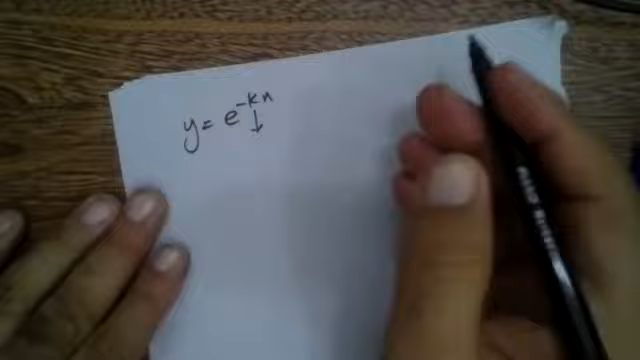 y = e^{-kn}
↓